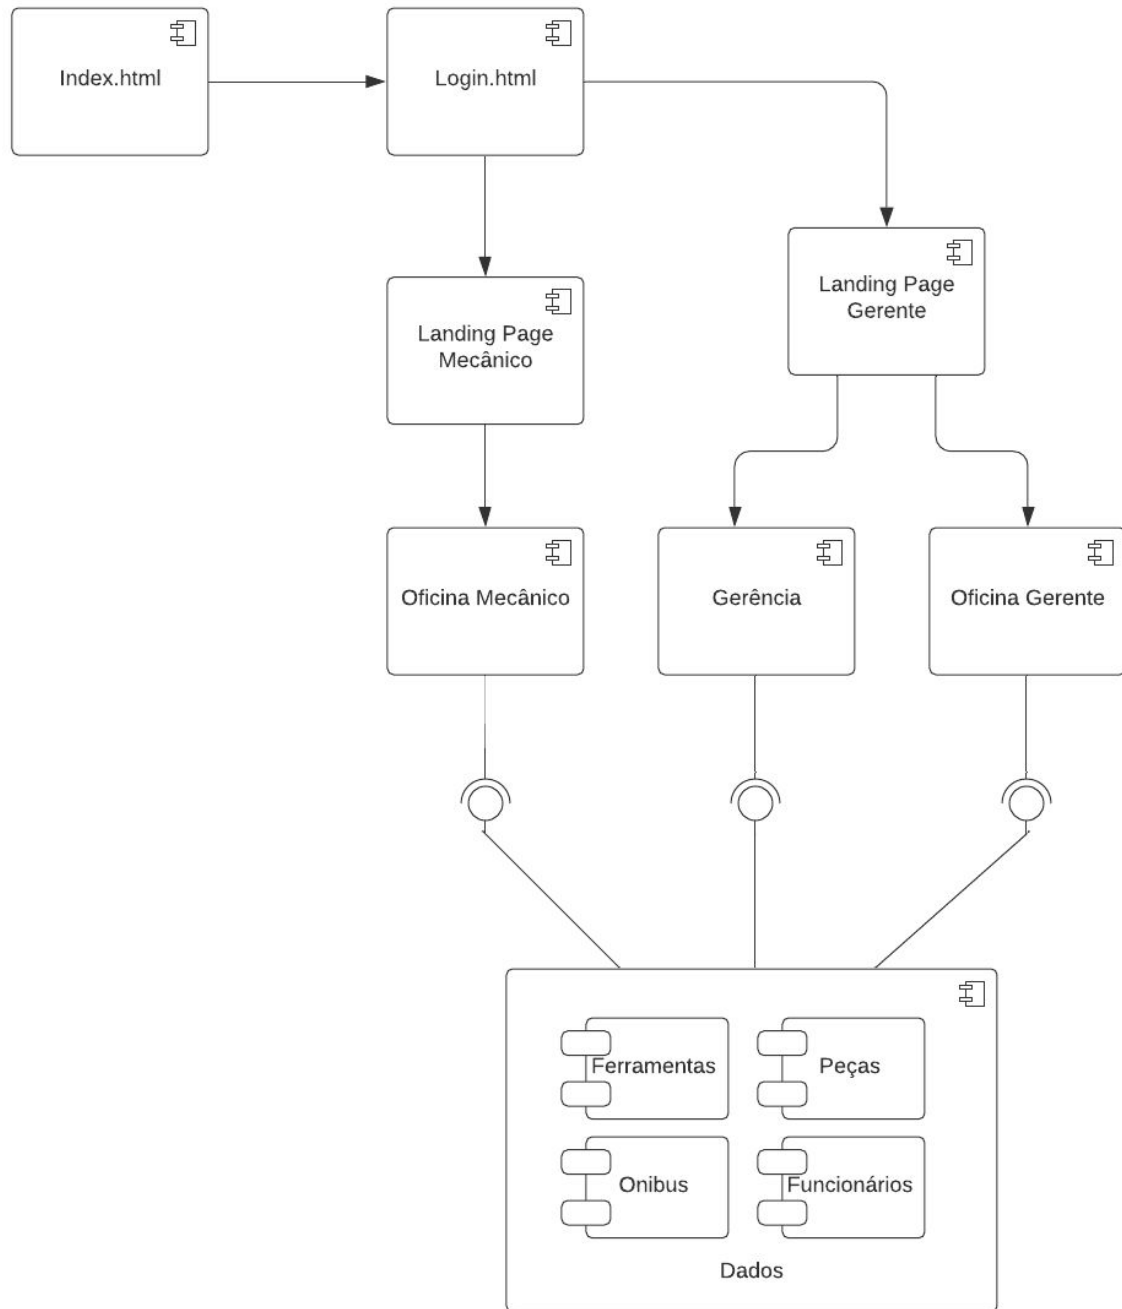 Index.html
Login.html
Landing Page
Gerente
Landing Page
Mecânico
Oficina Mecânico
Gerência
Oficina Gerente
Ferramentas
Peças
Onibus
Funcionários
Dados